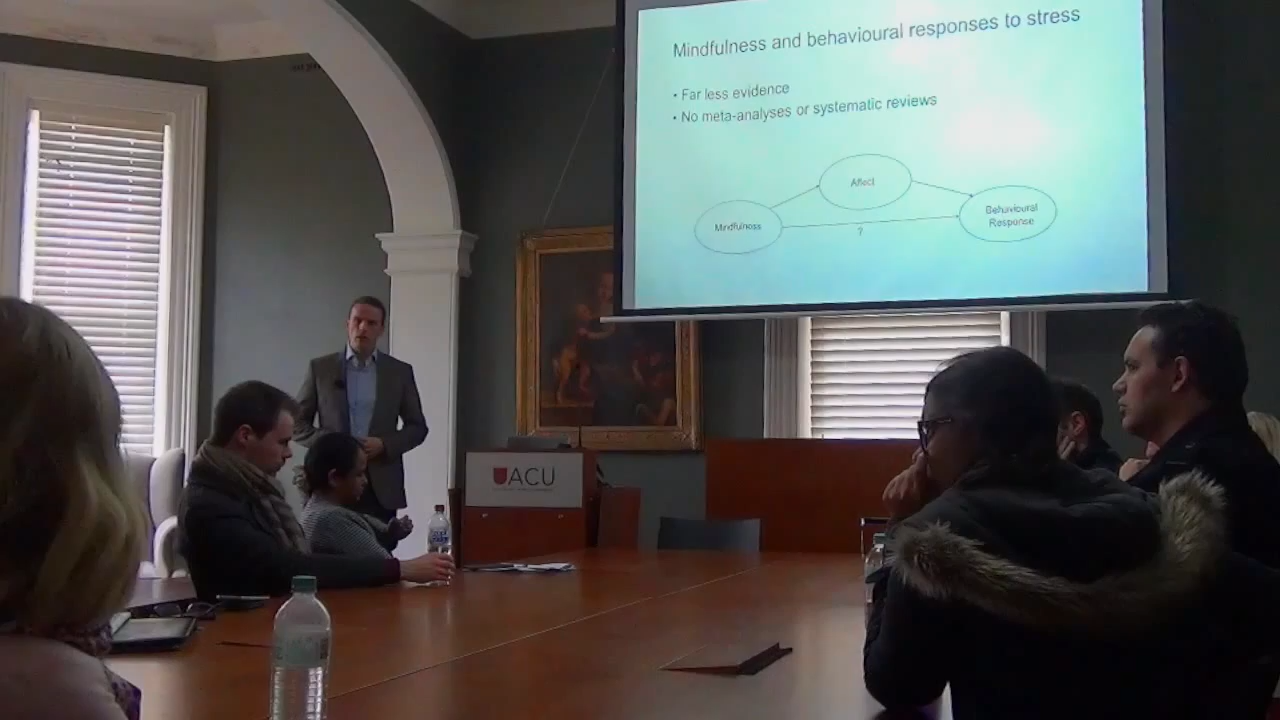 Mindfulness and behavioural responses to stress
• Far less evidence
• No meta-analyses or systematic reviews
Affect
Mindfulness
Behavioural
Response
?
ACU